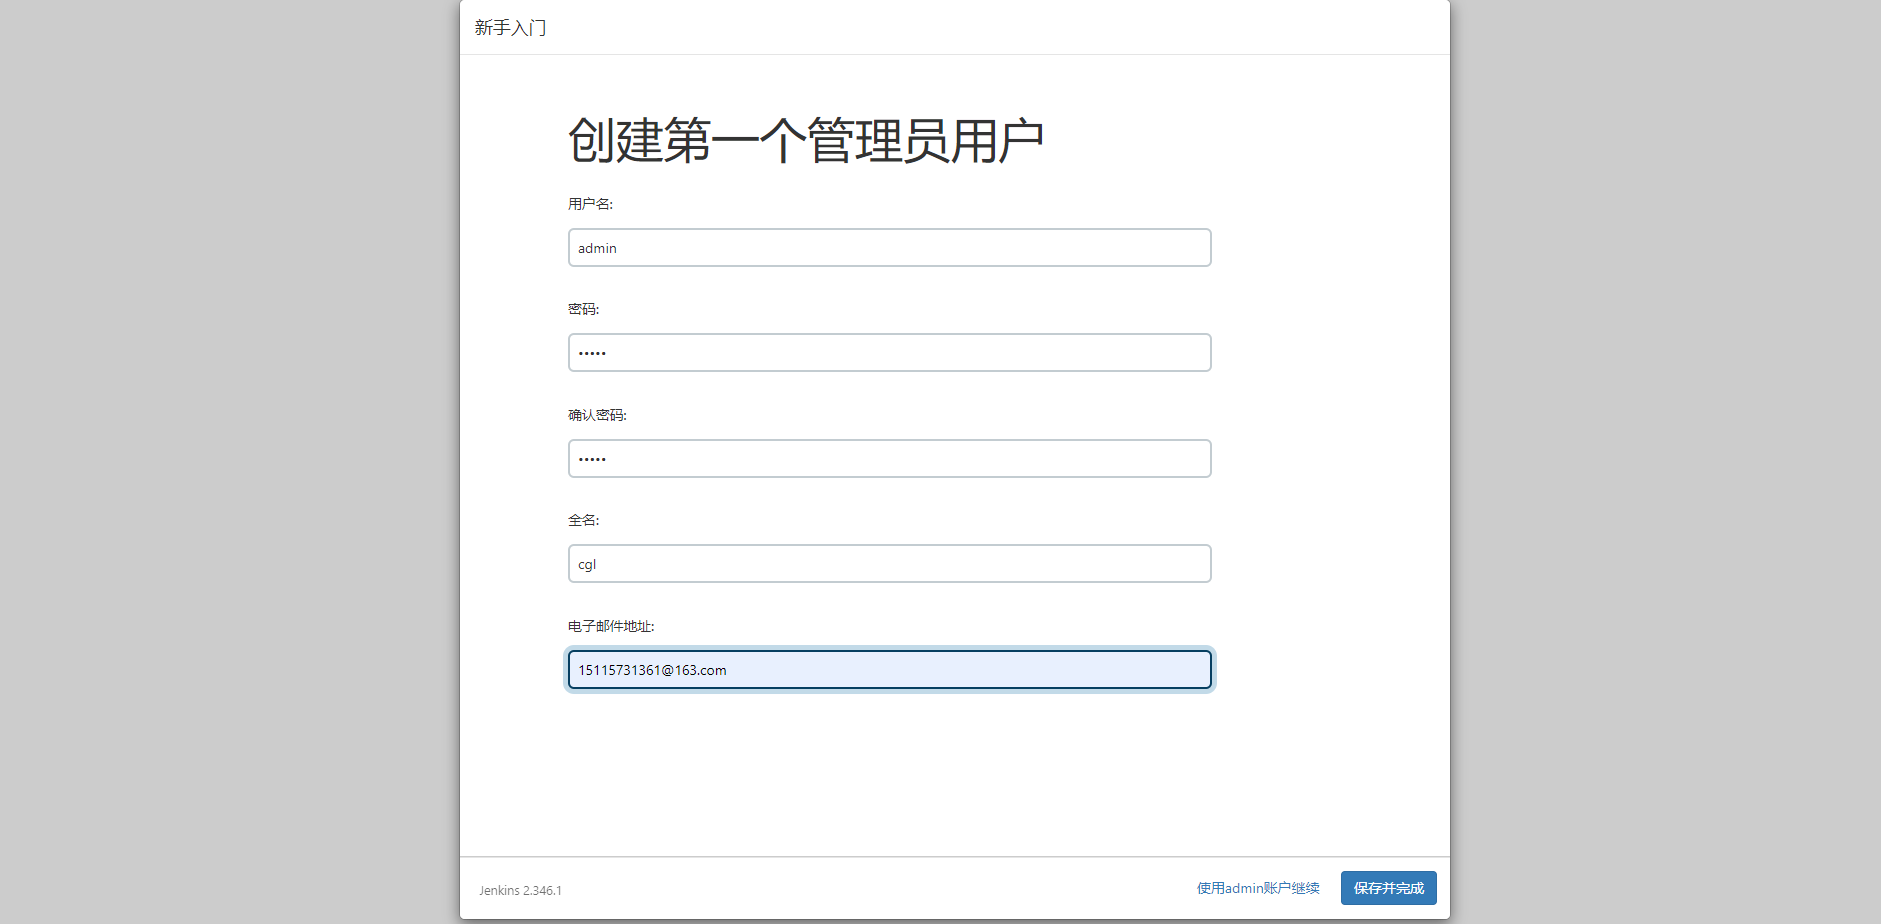 新手入门
创建第一个管理员用户
用户名:
admin
密码:
•••••
确认密码:
•••••
全名:
cgl
电子邮件地址:
15115731361@163.com
Jenkins 2.346.1
使用admin账户继续
保存并完成